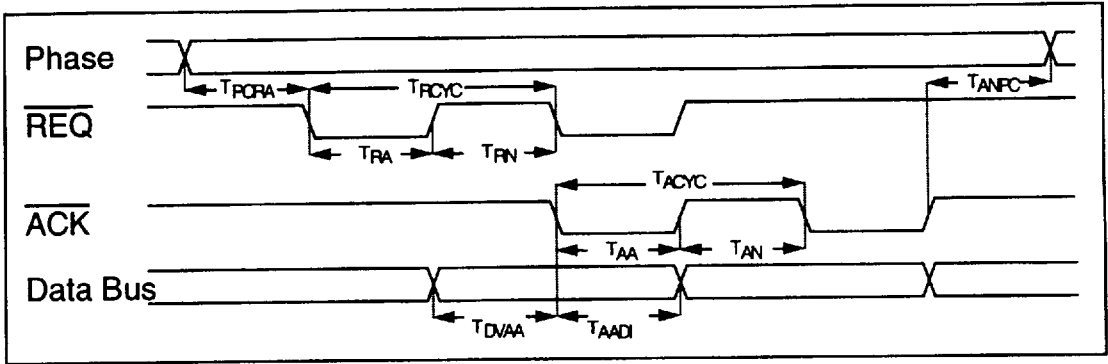 Phase
TPCRA
TRCYC
TANPC
REQ
TRA
TRN
TACYC
ACK
TAA
TAN
Data Bus
TDVAA
TAADI